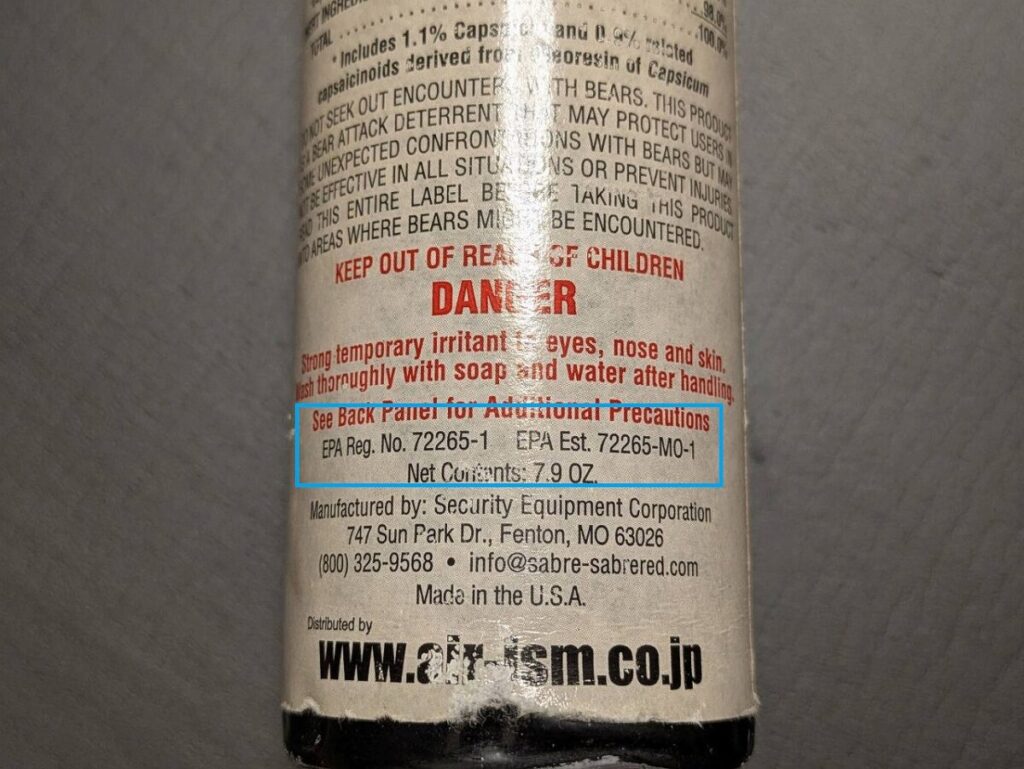 98.0%
TOTAL 100.0%
*Includes 1.1% and 0.9% related
capsaicinoids derived from Oleoresin of Capsicum
NOT SEEK OUT ENCOUNTERS WITH BEARS. THIS PRODUCT
A BEAR ATTACK DETERRENT THAT MAY PROTECT USERS IN
UNEXPECTED CONFRONTATIONS WITH BEARS BUT MAY
BE EFFECTIVE IN ALL SITUATIONS OR PREVENT INJURIES.
THIS ENTIRE LABEL BEFORE TAKING THIS PRODUCT
AREAS WHERE BEARS MIGHT BE ENCOUNTERED.
KEEP OUT OF REACH OF CHILDREN
DANGER
Strong temporary irritant to eyes, nose and skin.
Wash thoroughly with soap and water after handling.
See Back Panel for Additional Precautions
EPA Reg. No. 72265-1 EPA Est. 72265-MO-1
Net Contents: 7.9 OZ.
Manufactured by: Security Equipment Corporation
747 Sun Park Dr., Fenton, MO 63026
(800) 325-9568 • info@sabre-sabrered.com
Made in the U.S.A.
Distributed by
www.air-ism.co.jp